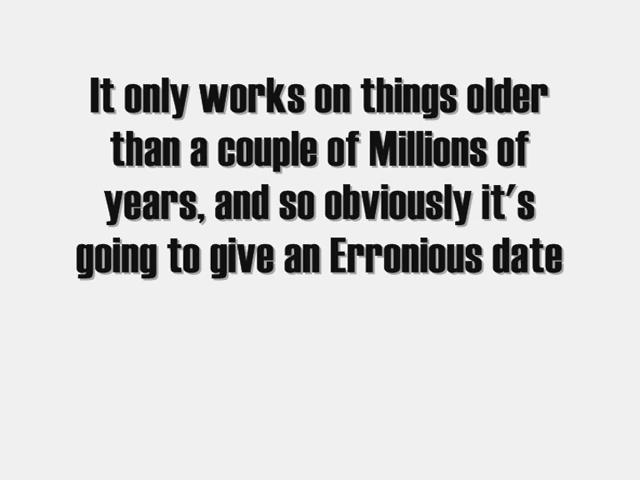 It only works on things older
than a couple of Millions of
years, and so obviously it's
going to give an Erronious date